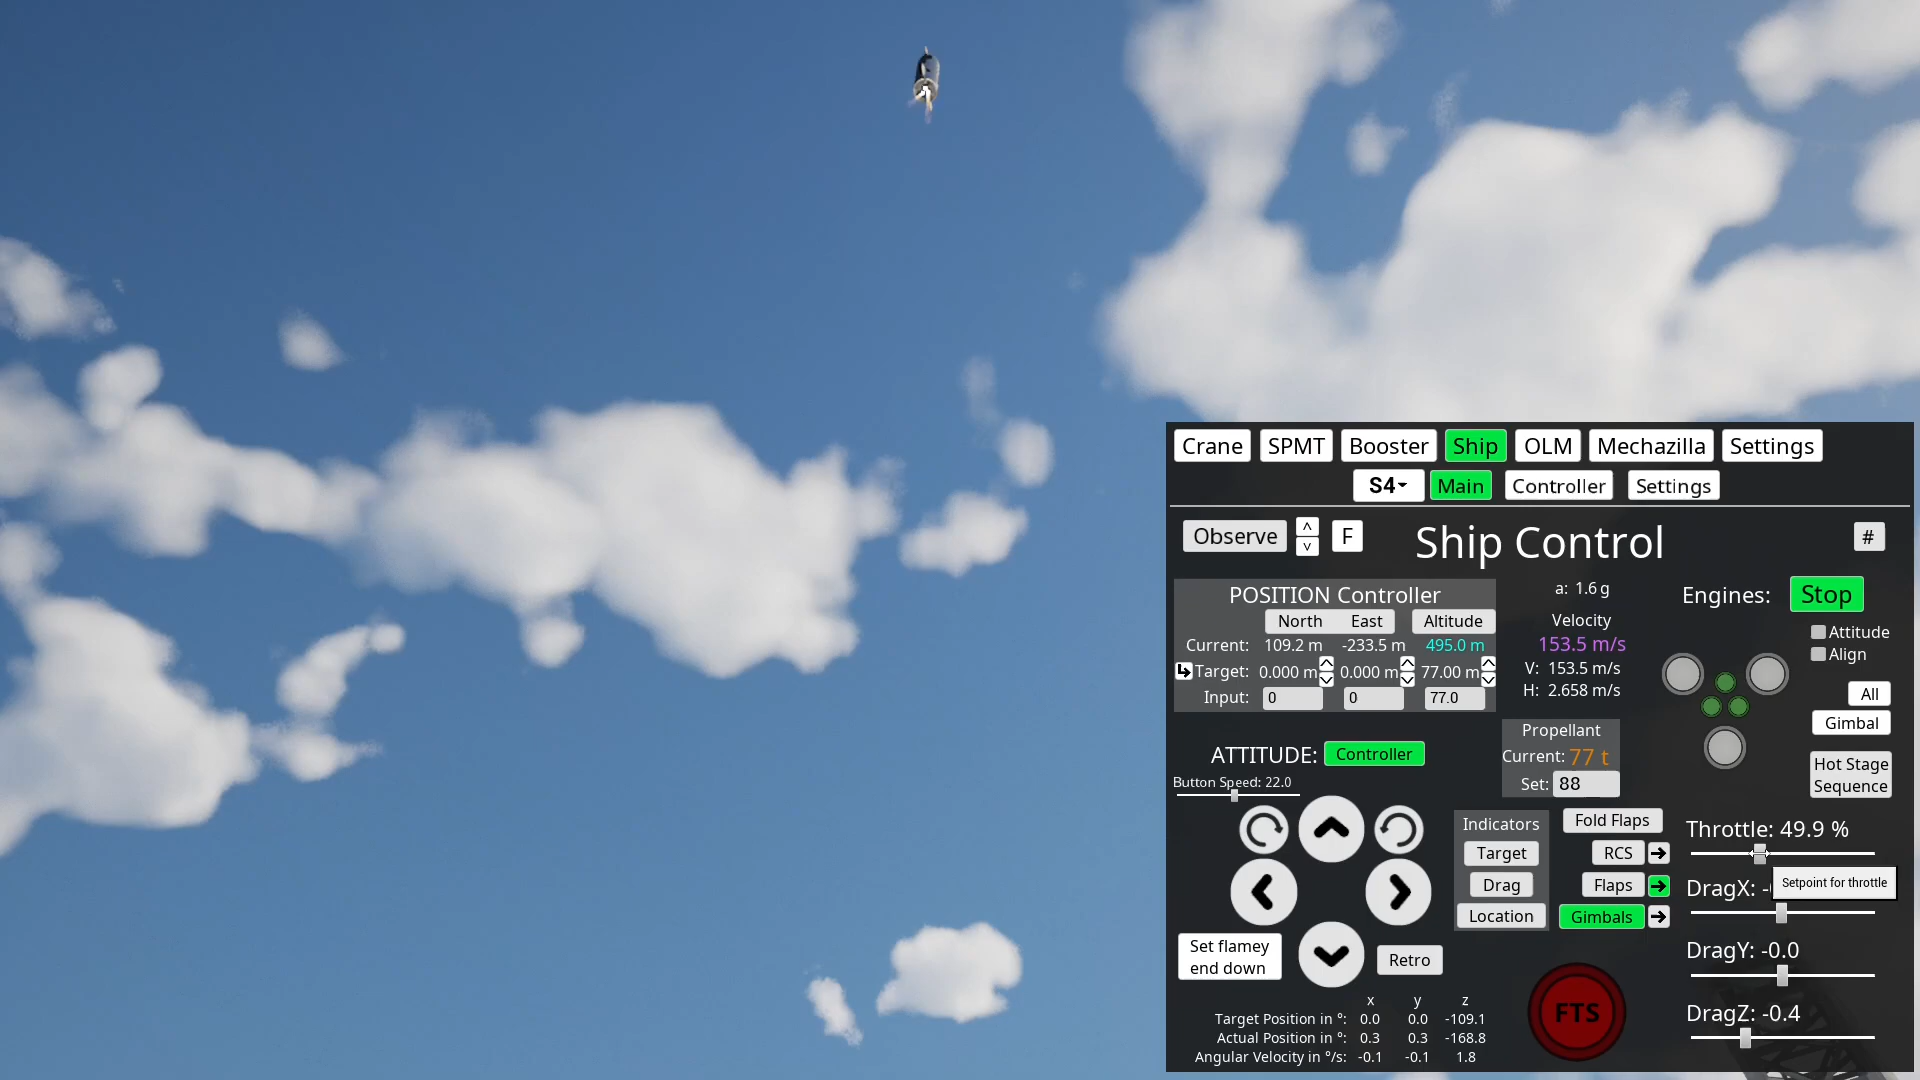 Crane SPMT Booster Ship OLM Mechazilla Settings
S4 Main Controller Settings
Observe ^ v F Ship Control #
POSITION Controller
North East Altitude
Current: 109.2 m -233.5 m 495.0 m
Target: 0.000 m 0.000 m 77.00 m
Input: 0 0 77.0
a: 1.6 g
Velocity
153.5 m/s
V: 153.5 m/s
H: 2.658 m/s
Engines: Stop
Attitude
Align
All
Gimbal
Hot Stage
Sequence
Propellant
Current: 77 t
Set: 88
ATTITUDE: Controller
Button Speed: 22.0
Set flamey
end down
Retro
Indicators
Target
Drag
Location
Fold Flaps
RCS
Flaps
Gimbals
Throttle: 49.9 %
Setpoint for throttle
DragX: -
DragY: -0.0
DragZ: -0.4
FTS
x y z
Target Position in °: 0.0 0.0 -109.1
Actual Position in °: 0.3 0.3 -168.8
Angular Velocity in °/s: -0.1 -0.1 1.8